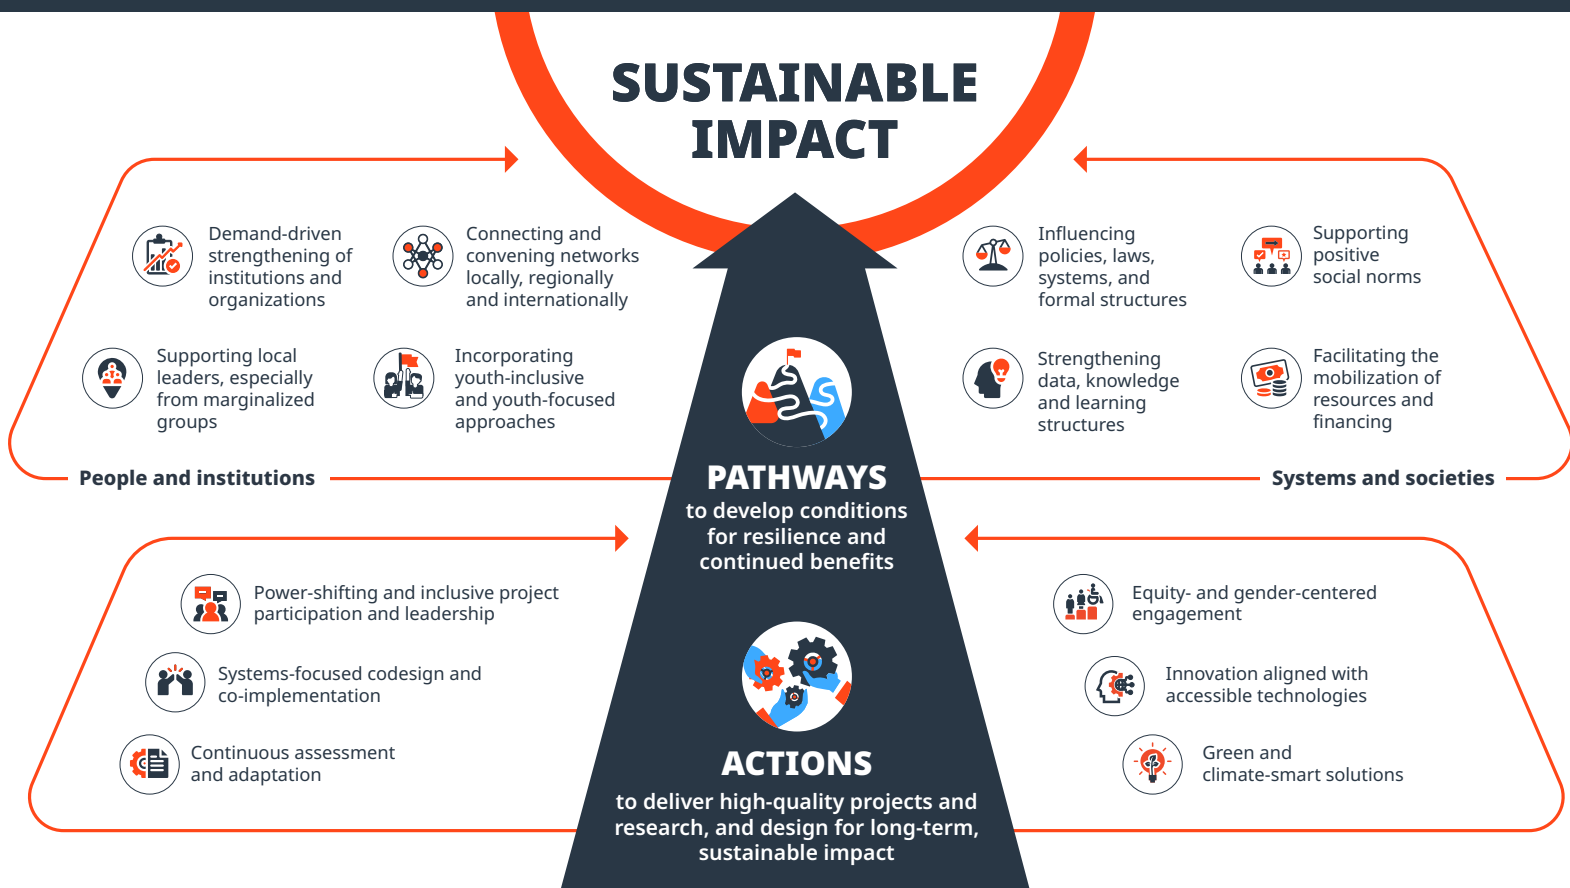 SUSTAINABLE
IMPACT
Demand-driven
strengthening of
institutions and
organizations
Connecting and
convening networks
locally, regionally
and internationally
Supporting local
leaders, especially
from marginalized
groups
Incorporating
youth-inclusive
and youth-focused
approaches
People and institutions
Influencing
policies, laws,
systems, and
formal structures
Supporting
positive
social norms
Strengthening
data, knowledge
and learning
structures
Facilitating the
mobilization of
resources and
financing
Systems and societies
PATHWAYS
to develop conditions
for resilience and
continued benefits
Power-shifting and inclusive project
participation and leadership
Systems-focused codesign and
co-implementation
Continuous assessment
and adaptation
Equity- and gender-centered
engagement
Innovation aligned with
accessible technologies
Green and
climate-smart solutions
ACTIONS
to deliver high-quality projects and
research, and design for long-term,
sustainable impact